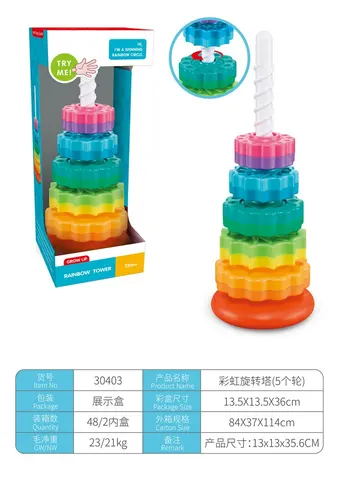 HI,
I'M A SPINNING
RAINBOW CIRCLE
TRY
ME!
GROW UP
RAINBOW TOWER
货号
Item No
30403
产品名称
Product Name
彩虹旋转塔(5个轮)
包装
Package
展示盒
彩盒尺寸
Package Size
13.5X13.5X36cm
装箱数
Quantity
48/2内盒
外箱规格
Carton Size
84X37X114cm
毛净重
GW/NW
23/21kg
备注
Remark
产品尺寸:13x13x35.6CM